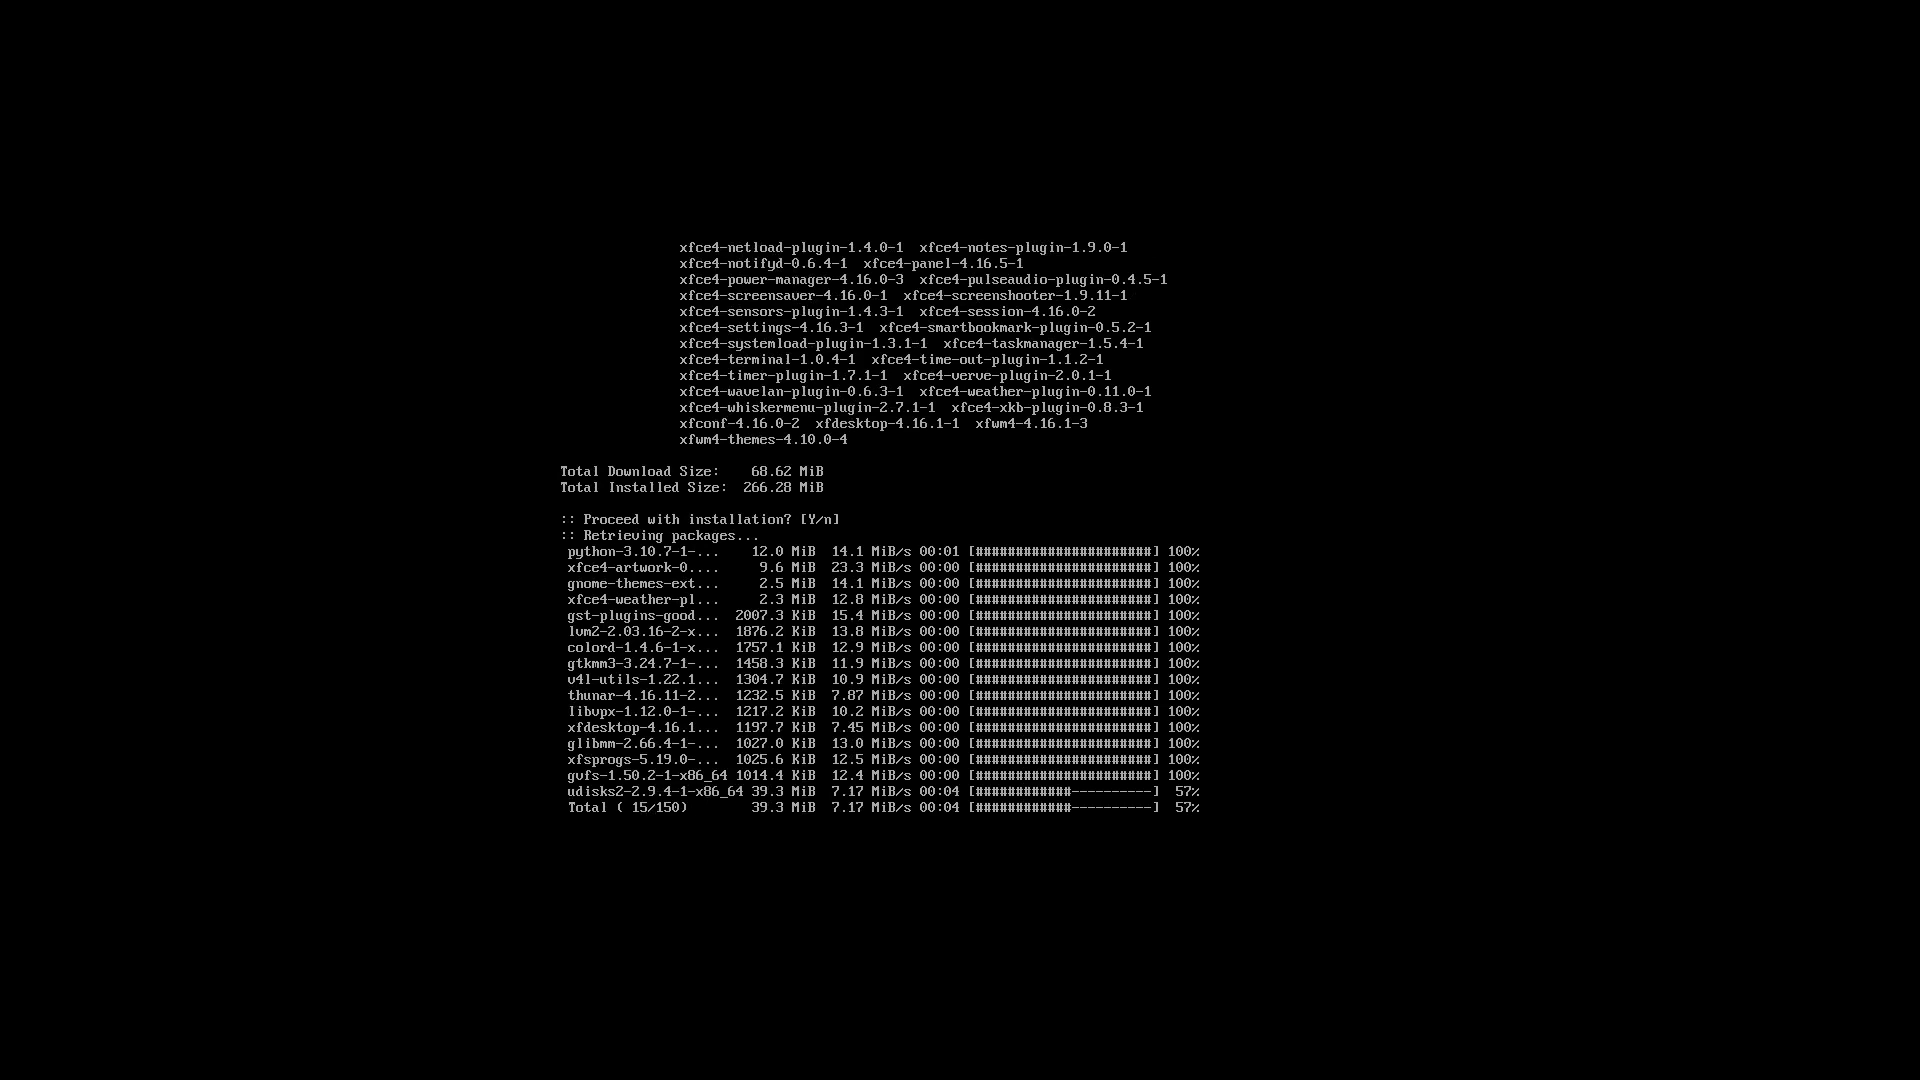 xfce4-netload-plugin-1.4.0-1  xfce4-notes-plugin-1.9.0-1
xfce4-notifyd-0.6.4-1  xfce4-panel-4.16.5-1
xfce4-power-manager-4.16.0-3  xfce4-pulseaudio-plugin-0.4.5-1
xfce4-screensaver-4.16.0-1  xfce4-screenshooter-1.9.11-1
xfce4-sensors-plugin-1.4.3-1  xfce4-session-4.16.0-2
xfce4-settings-4.16.3-1  xfce4-smartbookmark-plugin-0.5.2-1
xfce4-systemload-plugin-1.3.1-1  xfce4-taskmanager-1.5.4-1
xfce4-terminal-1.0.4-1  xfce4-time-out-plugin-1.1.2-1
xfce4-timer-plugin-1.7.1-1  xfce4-verve-plugin-2.0.1-1
xfce4-wavelan-plugin-0.6.3-1  xfce4-weather-plugin-0.11.0-1
xfce4-whiskermenu-plugin-2.7.1-1  xfce4-xkb-plugin-0.8.3-1
xfconf-4.16.0-2  xfdesktop-4.16.1-1  xfwm4-4.16.1-3
xfwm4-themes-4.10.0-4
Total Download Size:    68.62 MiB
Total Installed Size:  266.28 MiB
:: Proceed with installation? [Y/n]
:: Retrieving packages...
python-3.10.7-1-...    12.0 MiB  14.1 MiB/s 00:01 [######################] 100%
xfce4-artwork-0....     9.6 MiB  23.3 MiB/s 00:00 [######################] 100%
gnome-themes-ext...     2.5 MiB  14.1 MiB/s 00:00 [######################] 100%
xfce4-weather-pl...     2.3 MiB  12.8 MiB/s 00:00 [######################] 100%
gst-plugins-good...  2007.3 KiB  15.4 MiB/s 00:00 [######################] 100%
lvm2-2.03.16-2-x...  1876.2 KiB  13.8 MiB/s 00:00 [######################] 100%
colord-1.4.6-1-x...  1757.1 KiB  12.9 MiB/s 00:00 [######################] 100%
gtkmm3-3.24.7-1-...  1458.3 KiB  11.9 MiB/s 00:00 [######################] 100%
v4l-utils-1.22.1...  1304.7 KiB  10.9 MiB/s 00:00 [######################] 100%
thunar-4.16.11-2...  1232.5 KiB  7.87 MiB/s 00:00 [######################] 100%
libvpx-1.12.0-1-...  1217.2 KiB  10.2 MiB/s 00:00 [######################] 100%
xfdesktop-4.16.1...  1197.7 KiB  7.45 MiB/s 00:00 [######################] 100%
glibmm-2.66.4-1-...  1027.0 KiB  13.0 MiB/s 00:00 [######################] 100%
xfsprogs-5.19.0-...  1025.6 KiB  12.5 MiB/s 00:00 [######################] 100%
gvfs-1.50.2-1-x86_64 1014.4 KiB  12.4 MiB/s 00:00 [######################] 100%
udisks2-2.9.4-1-x86_64 39.3 MiB  7.17 MiB/s 00:04 [############----------]  57%
Total ( 15/150)        39.3 MiB  7.17 MiB/s 00:04 [############----------]  57%